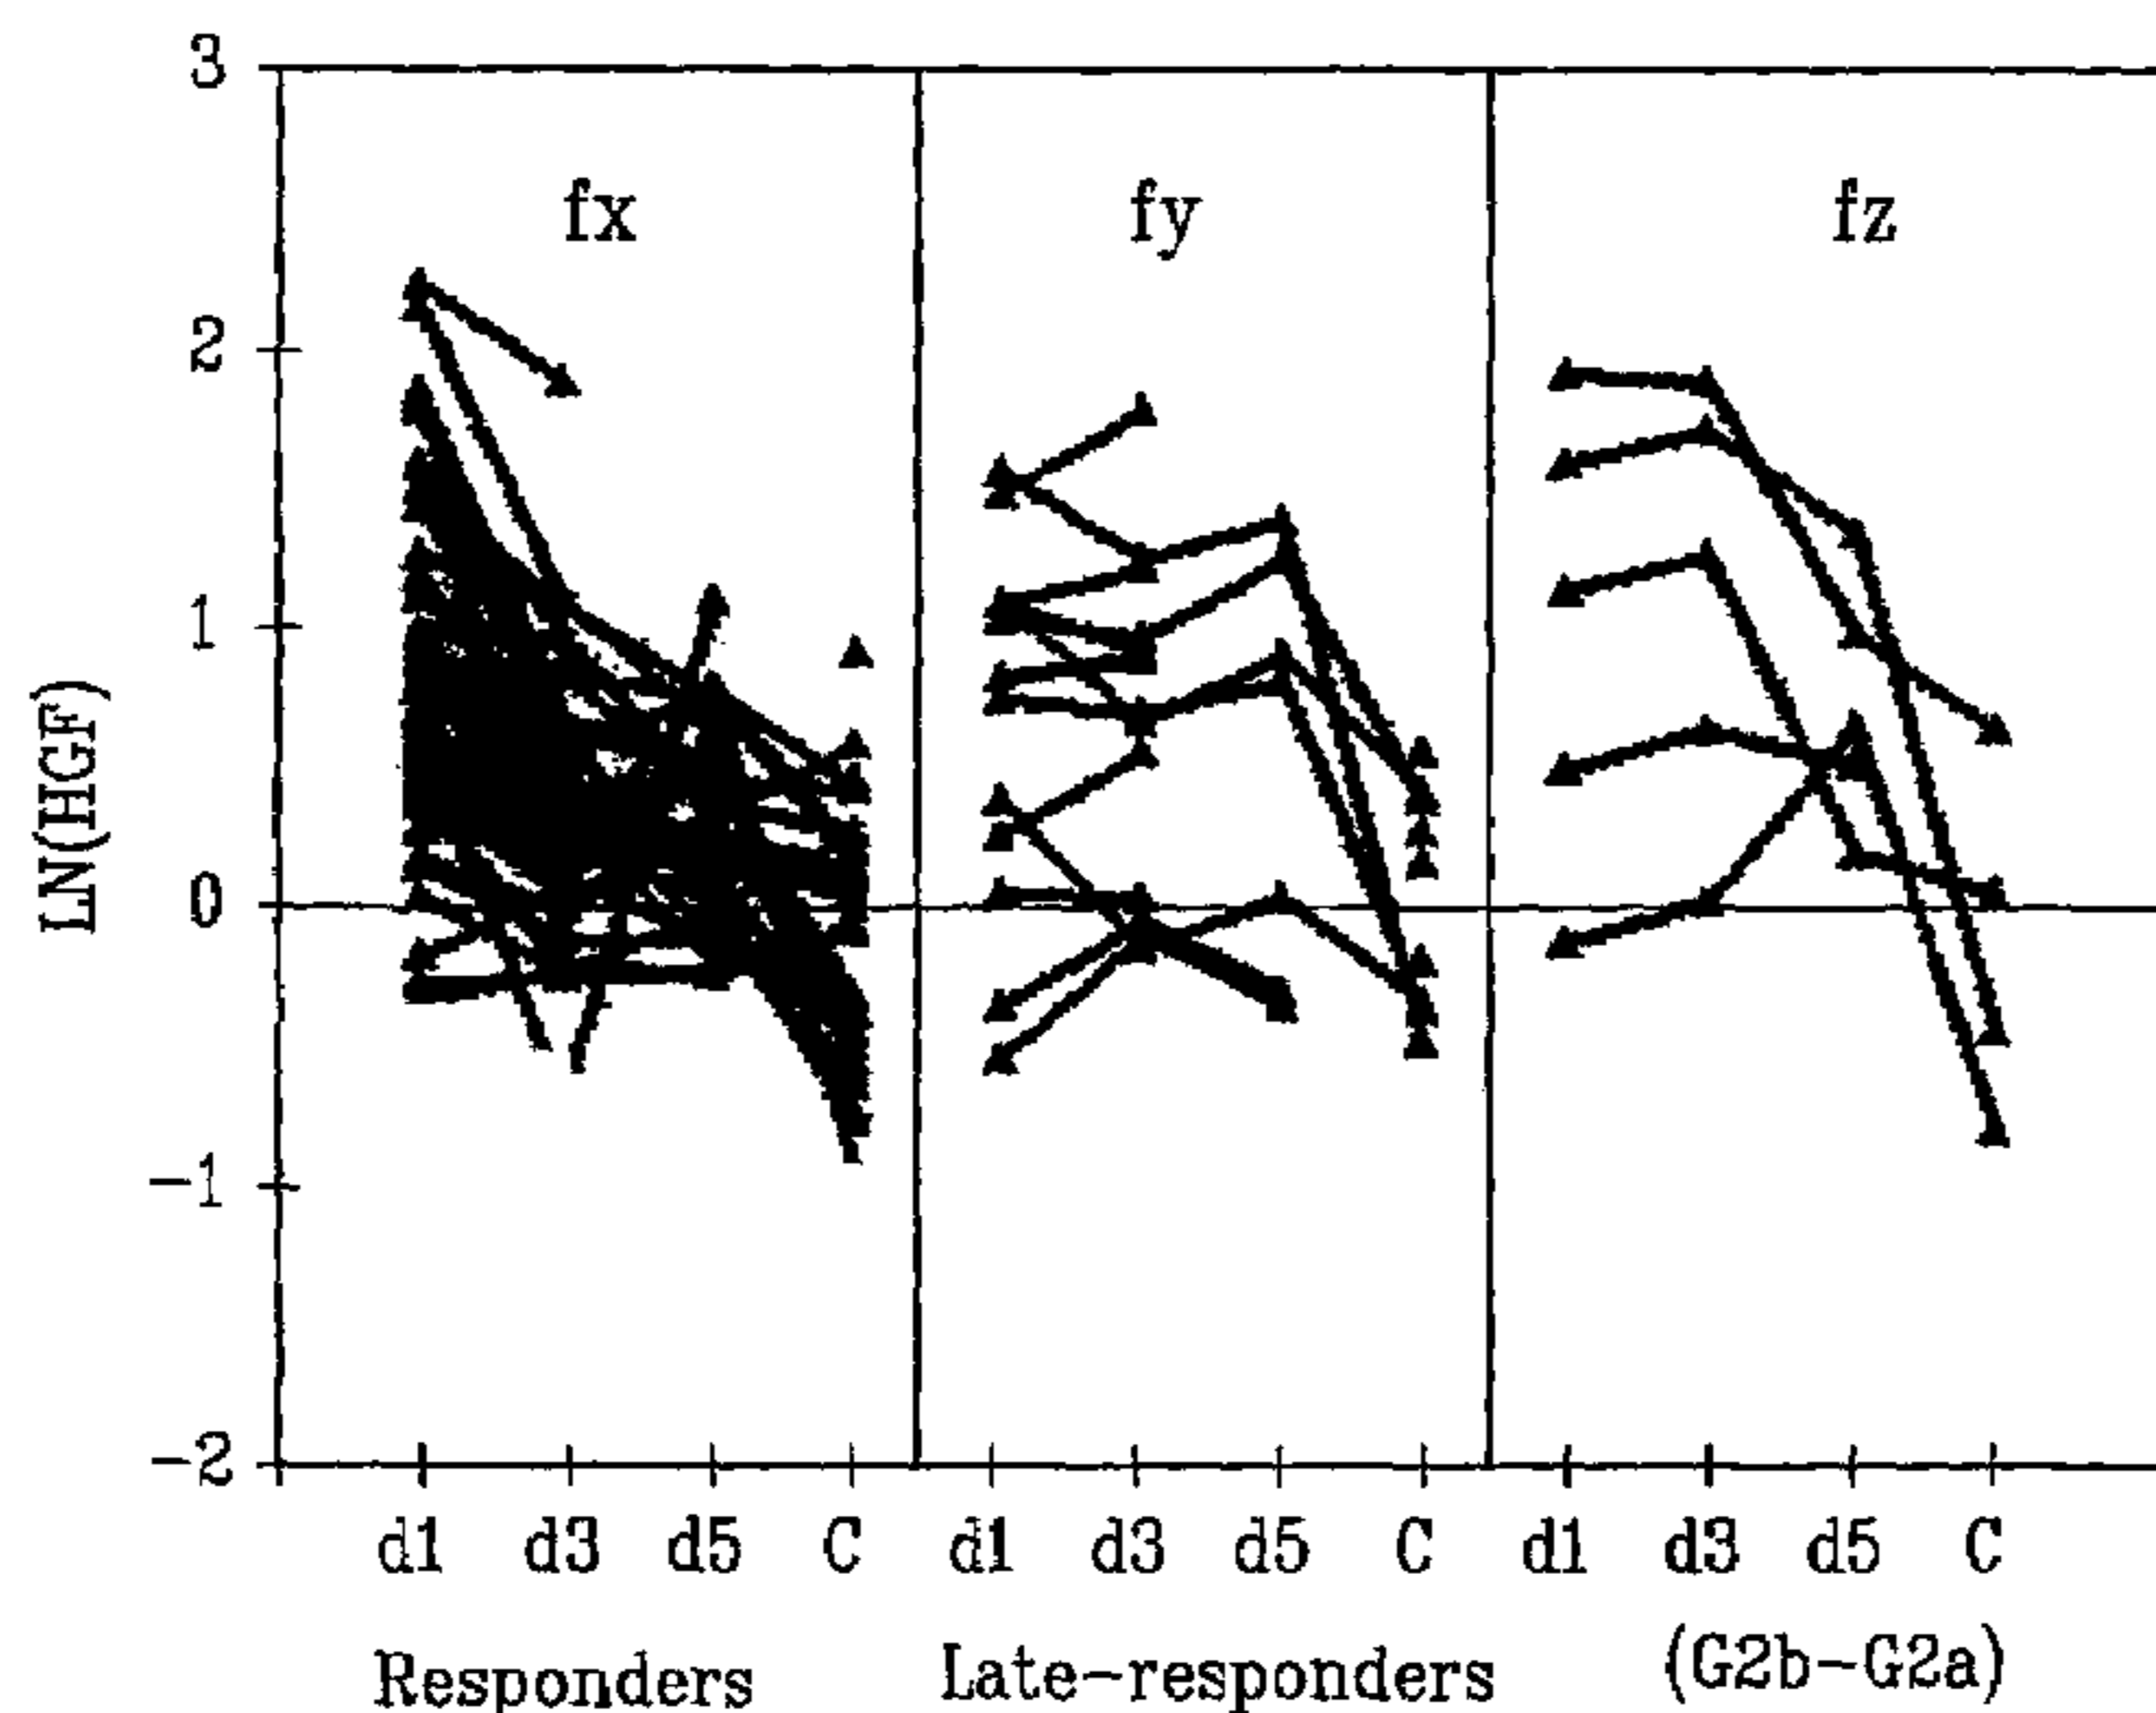 3
fx fy fz
2
1
LN(HGF)
0
-1
-2
d1 d3 d5 C d1 d3 d5 C d1 d3 d5 C
Responders Late-responders (G2b-G2a)